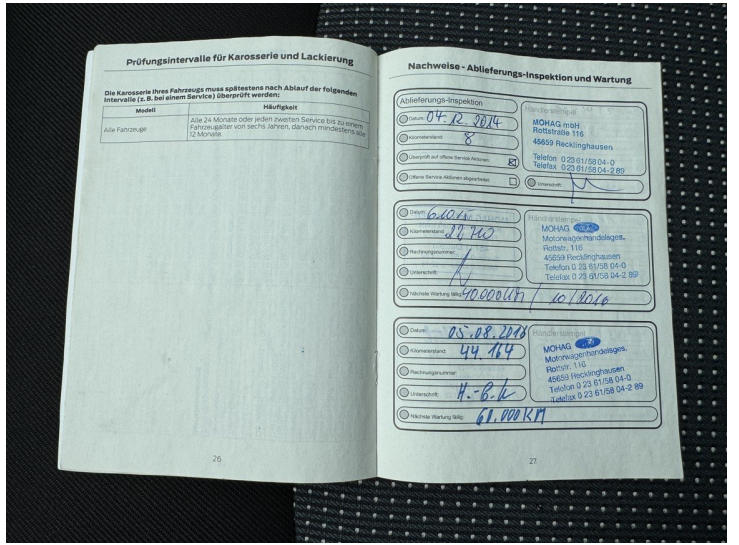 Prüfungsintervalle für Karosserie und Lackierung
Die Karosserie Ihres Fahrzeugs muss spätestens nach Ablauf der folgenden
Intervalle (z. B. bei einem Service) überprüft werden:
Modell Häufigkeit
Alle Fahrzeuge
Alle 24 Monate oder jeden zweiten Service bis zu einem
Fahrzeugalter von sechs Jahren, danach mindestens alle
12 Monate.
26
Nachweise - Ablieferungs-Inspektion und Wartung
Ablieferungs-Inspektion
Datum: 04.12.2014
Kilometerstand: 8
Überprüft auf offene Service Aktionen:
Offene Service Aktionen abgearbeitet:
Händlerstempel
MOHAG mbH
Rottstraße 116
45659 Recklinghausen
Telefon 0 23 61/58 04-0
Telefax 0 23 61/58 04-2 89
Unterschrift:
Datum: 6.10.15
Kilometerstand:
Rechnungsnummer:
Unterschrift:
Nächste Wartung fällig: 40.000 km / 10/2016
Händlerstempel
MOHAG
Motorwagenhandelsges.
Rottstr. 116
45659 Recklinghausen
Telefon 0 23 61/58 04-0
Telefax 0 23 61/58 04-2 89
Datum: 05.08.2016
Kilometerstand: 44.164
Rechnungsnummer:
Unterschrift:
Nächste Wartung fällig: 60.000 KM
Händlerstempel
MOHAG
Motorwagenhandelsges.
Rottstr. 116
45659 Recklinghausen
Telefon 0 23 61/58 04-0
Telefax 0 23 61/58 04-2 89
27